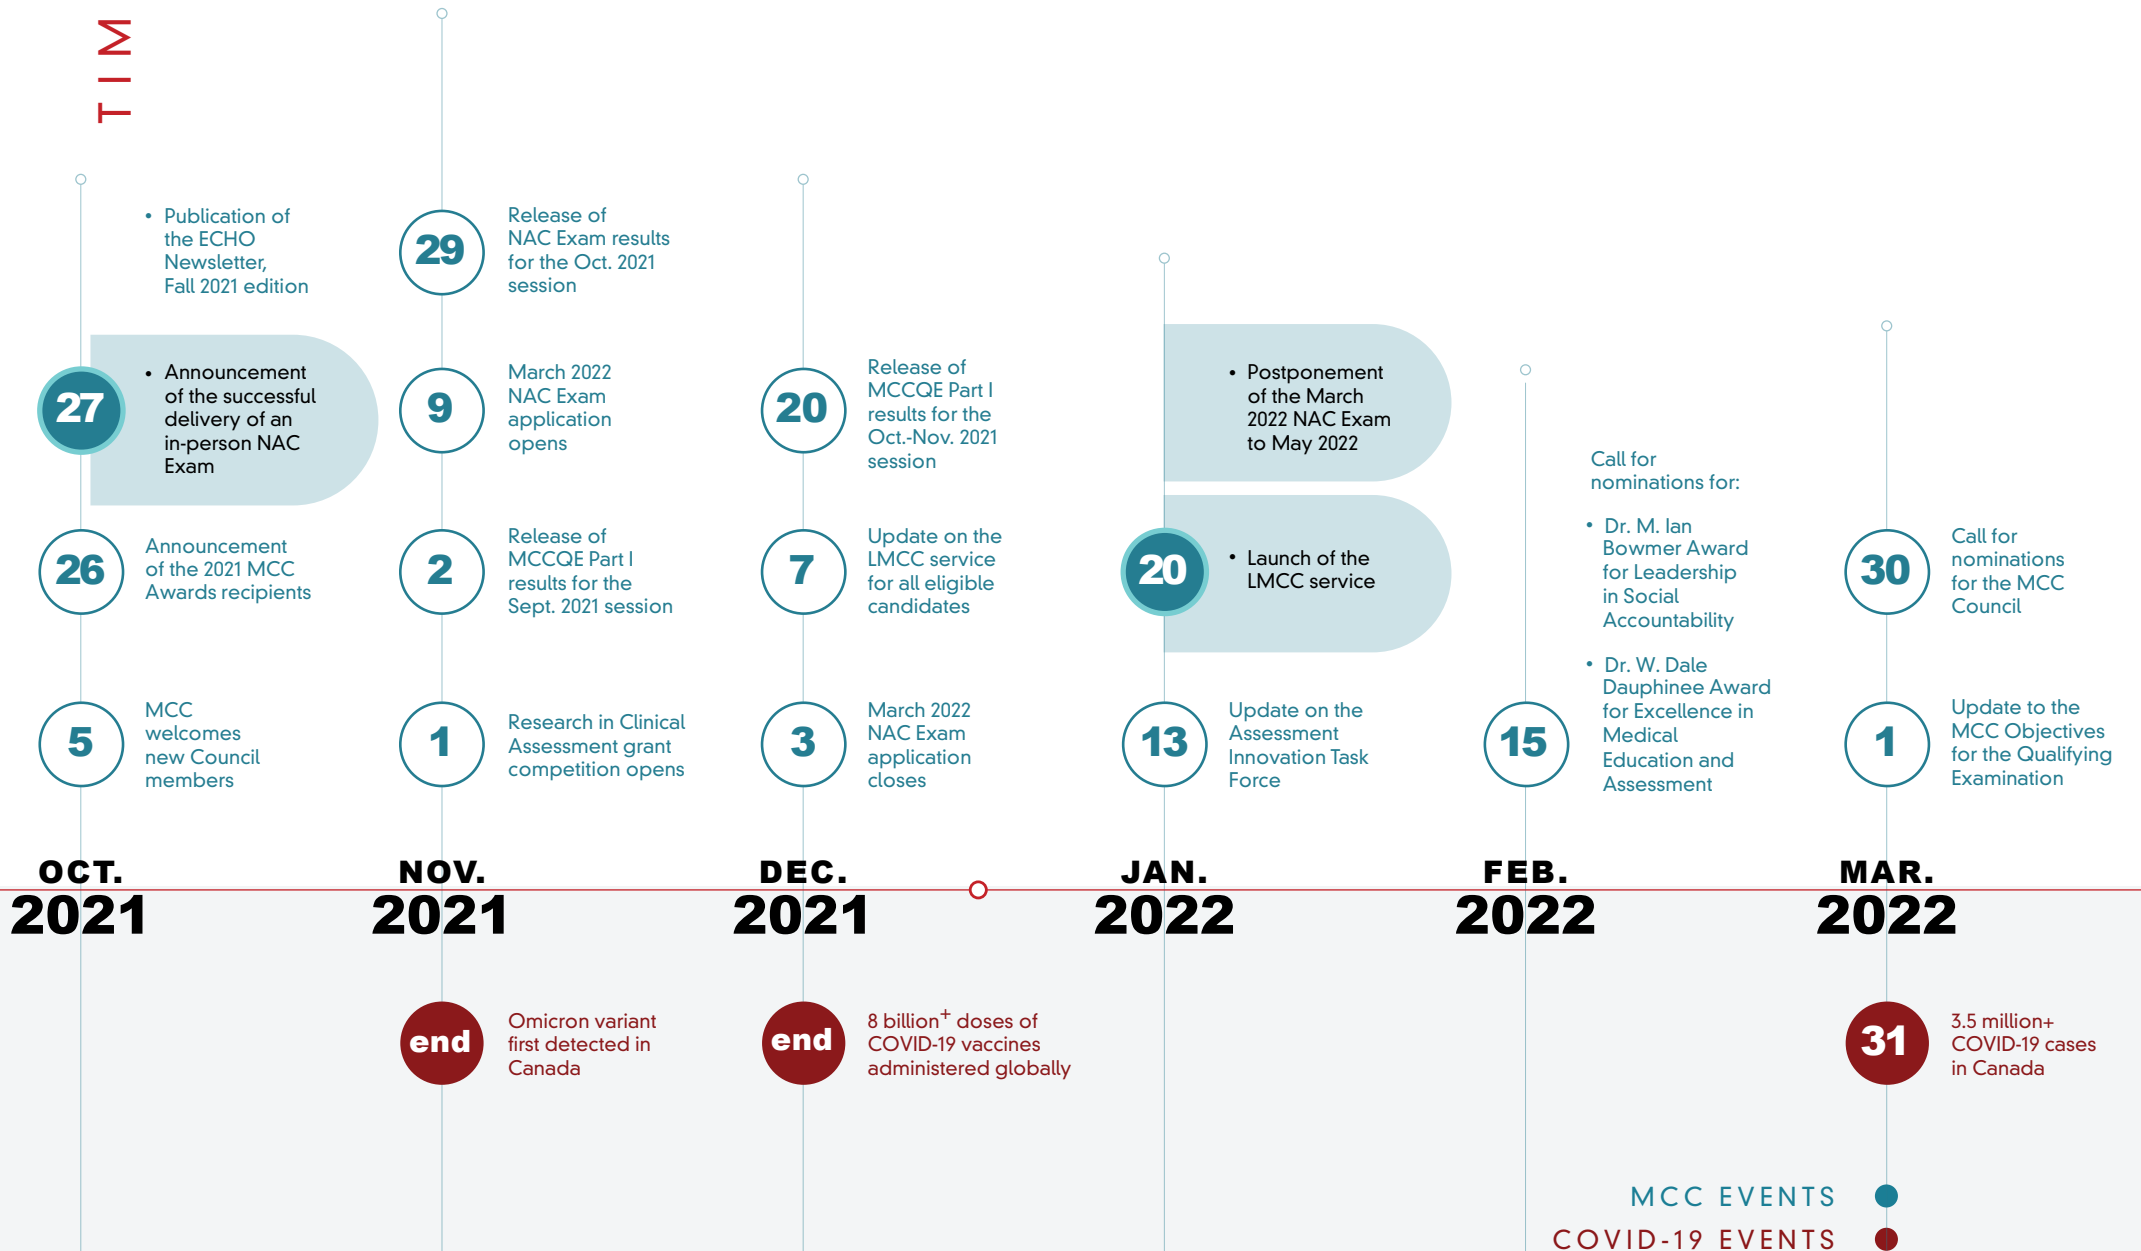 TIM
• Publication of
the ECHO
Newsletter,
Fall 2021 edition
27
• Announcement
of the successful
delivery of an
in-person NAC
Exam
26
Announcement
of the 2021 MCC
Awards recipients
5
MCC
welcomes
new Council
members
OCT.
2021
29
Release of
NAC Exam results
for the Oct. 2021
session
9
March 2022
NAC Exam
application
opens
2
Release of
MCCQE Part I
results for the
Sept. 2021 session
1
Research in Clinical
Assessment grant
competition opens
NOV.
2021
end
Omicron variant
first detected in
Canada
20
Release of
MCCQE Part I
results for the
Oct.-Nov. 2021
session
7
Update on the
LMCC service
for all eligible
candidates
3
March 2022
NAC Exam
application
closes
DEC.
2021
end
8 billion+ doses of
COVID-19 vaccines
administered globally
• Postponement
of the March
2022 NAC Exam
to May 2022
20
• Launch of the
LMCC service
13
Update on the
Assessment
Innovation Task
Force
JAN.
2022
Call for
nominations for:
• Dr. M. Ian
Bowmer Award
for Leadership
in Social
Accountability
15
• Dr. W. Dale
Dauphinee Award
for Excellence in
Medical
Education and
Assessment
FEB.
2022
30
Call for
nominations
for the MCC
Council
1
Update to the
MCC Objectives
for the Qualifying
Examination
MAR.
2022
31
3.5 million+
COVID-19 cases
in Canada
MCC EVENTS
COVID-19 EVENTS